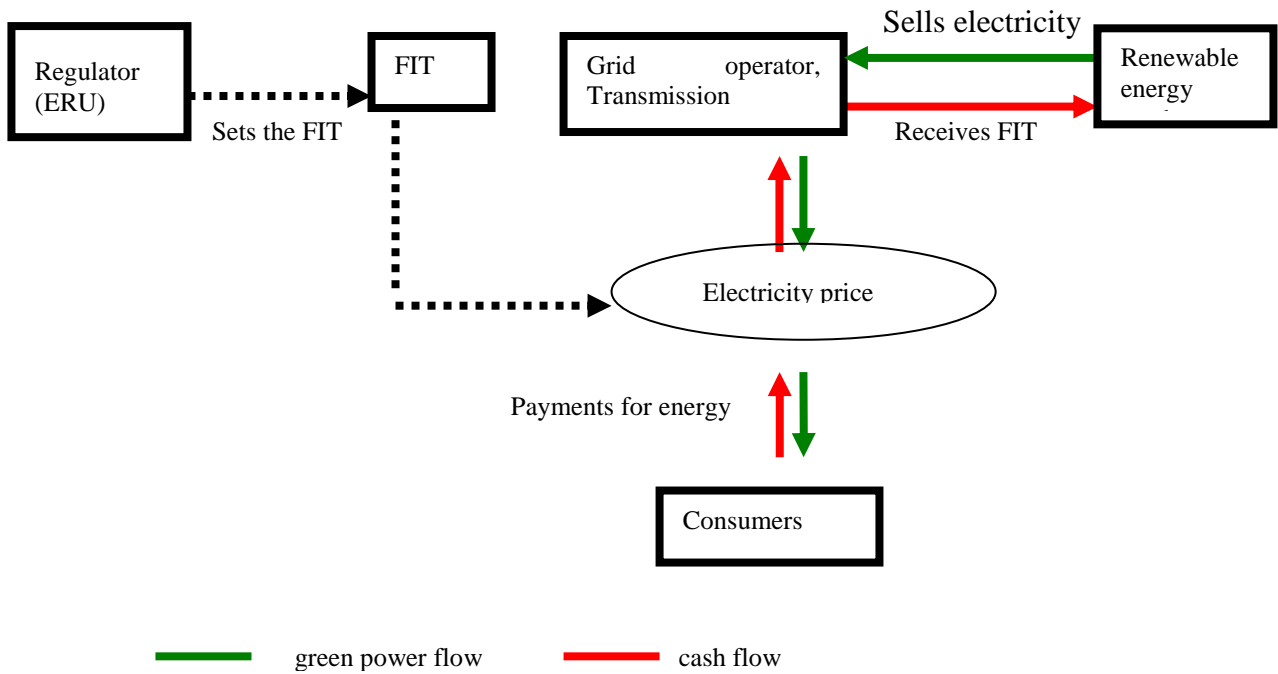 Sells electricity
Regulator
(ERU)
FIT
Grid operator,
Transmission
Renewable
energy
Sets the FIT
Receives FIT
Electricity price
Payments for energy
Consumers
green power flow
cash flow